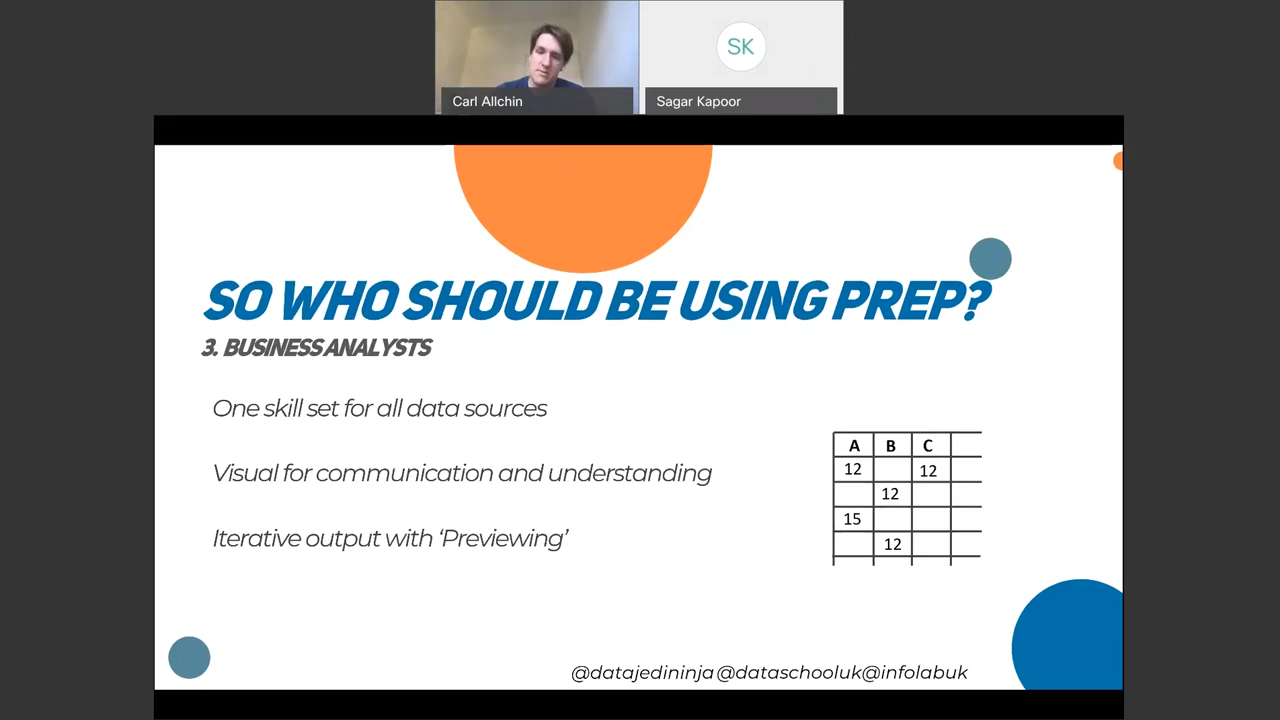 SK
Carl Allchin
Sagar Kapoor
SO WHO SHOULD BE USING PREP?
3. BUSINESS ANALYSTS
One skill set for all data sources
Visual for communication and understanding
Iterative output with ‘Previewing’
A B C
12 12
12
15
12
@datajedininja @dataschooluk@infolabuk